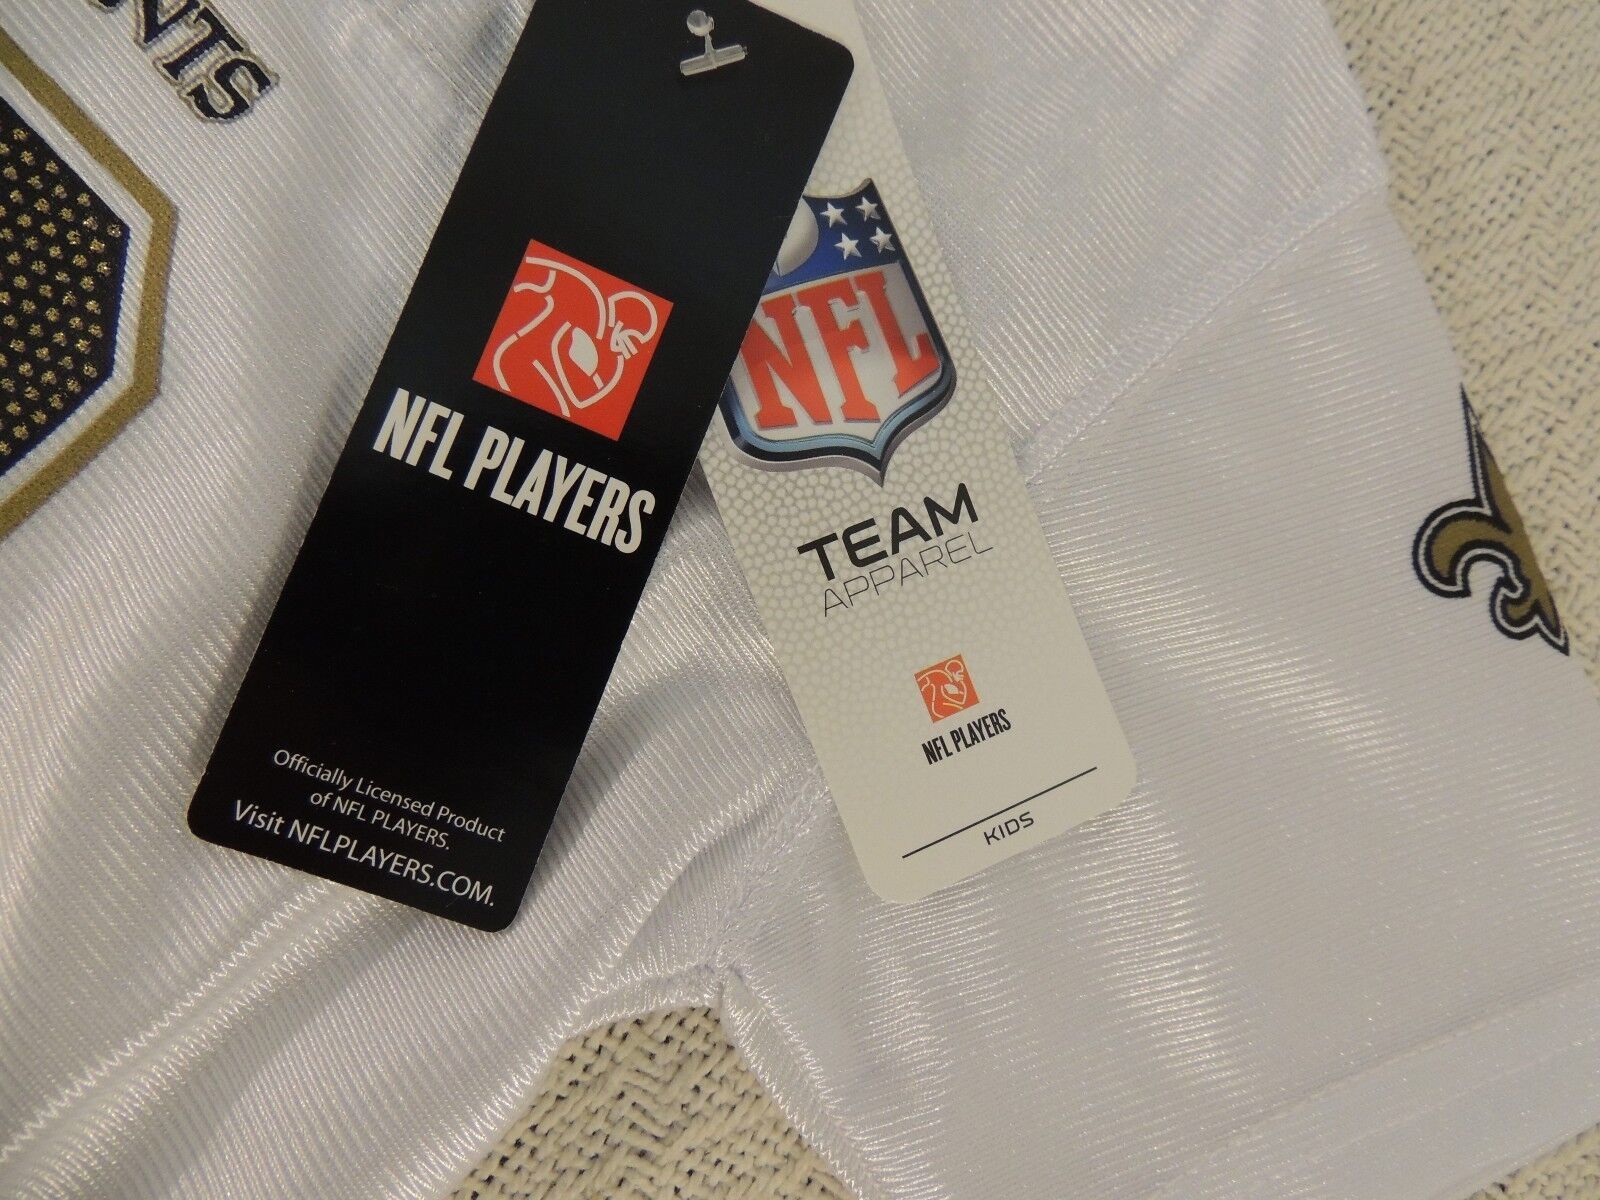 NTS
NFL PLAYERS
Officially Licensed Product
of NFL PLAYERS.
Visit NFLPLAYERS.COM.
NFL
TEAM
APPAREL
NFL PLAYERS
KIDS